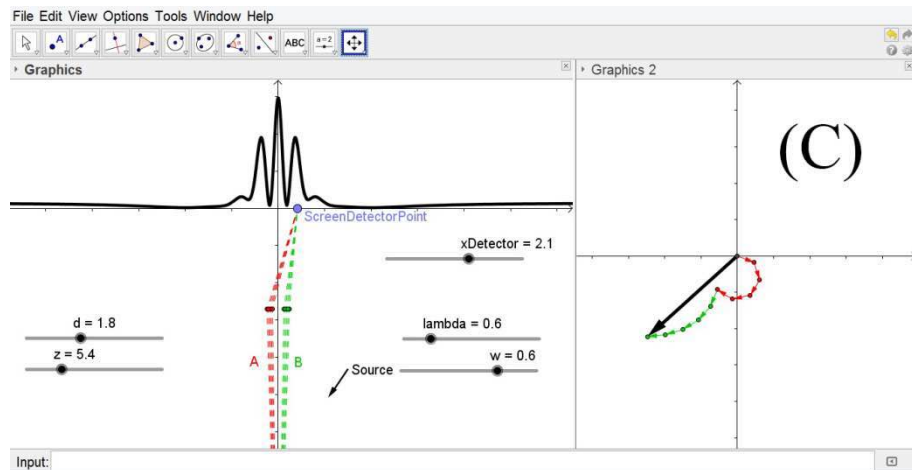 File Edit View Options Tools Window Help
A
ABC
a=2
Graphics
Graphics 2
(C)
ScreenDetectorPoint
xDetector = 2.1
d = 1.8
lambda = 0.6
z = 5.4
A
B
Source
w = 0.6
Input: